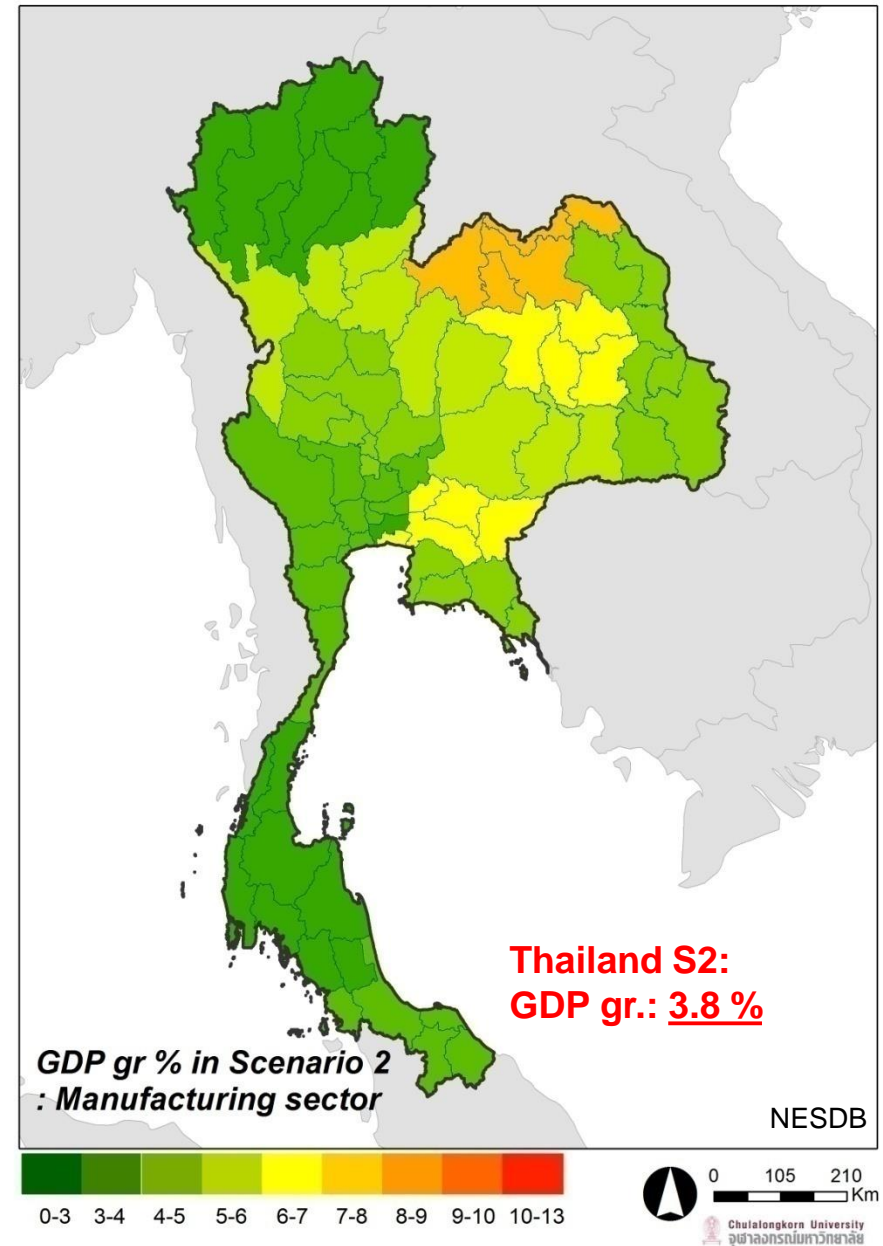 Thailand S2:
GDP gr.: 3.8 %
GDP gr % in Scenario 2
: Manufacturing sector
NESDB
0-3 3-4 4-5 5-6 6-7 7-8 8-9 9-10 10-13
0 105 210
Km
Chulalongkorn University
จุฬาลงกรณ์มหาวิทยาลัย